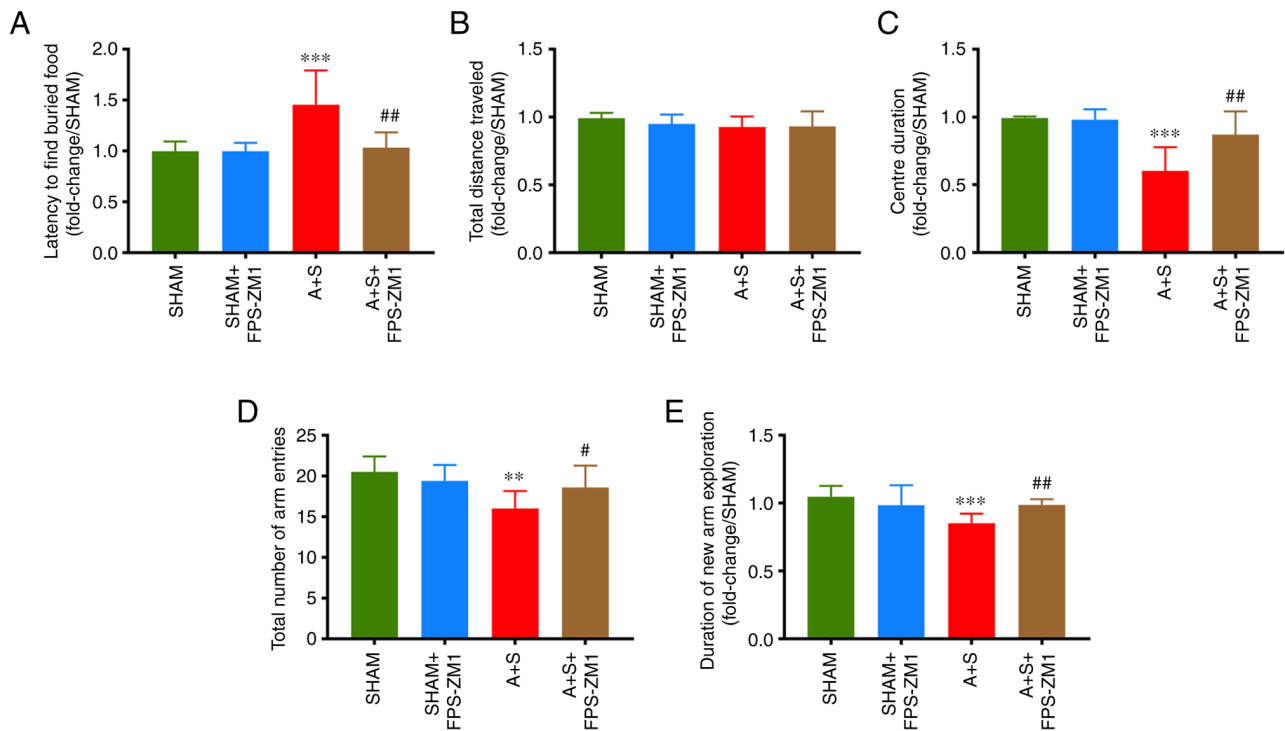 A
Latency to find buried food
(fold-change/SHAM)
2.0
1.5
1.0
0.5
0.0
***
##
SHAM
SHAM+
FPS-ZM1
A+S
A+S+
FPS-ZM1
B
Total distance traveled
(fold-change/SHAM)
1.5
1.0
0.5
0.0
SHAM
SHAM+
FPS-ZM1
A+S
A+S+
FPS-ZM1
C
Centre duration
(fold-change/SHAM)
1.5
1.0
0.5
0.0
***
##
SHAM
SHAM+
FPS-ZM1
A+S
A+S+
FPS-ZM1
D
Total number of arm entries
25
20
15
10
5
0
**
#
SHAM
SHAM+
FPS-ZM1
A+S
A+S+
FPS-ZM1
E
Duration of new arm exploration
(fold-change/SHAM)
1.5
1.0
0.5
0.0
***
##
SHAM
SHAM+
FPS-ZM1
A+S
A+S+
FPS-ZM1